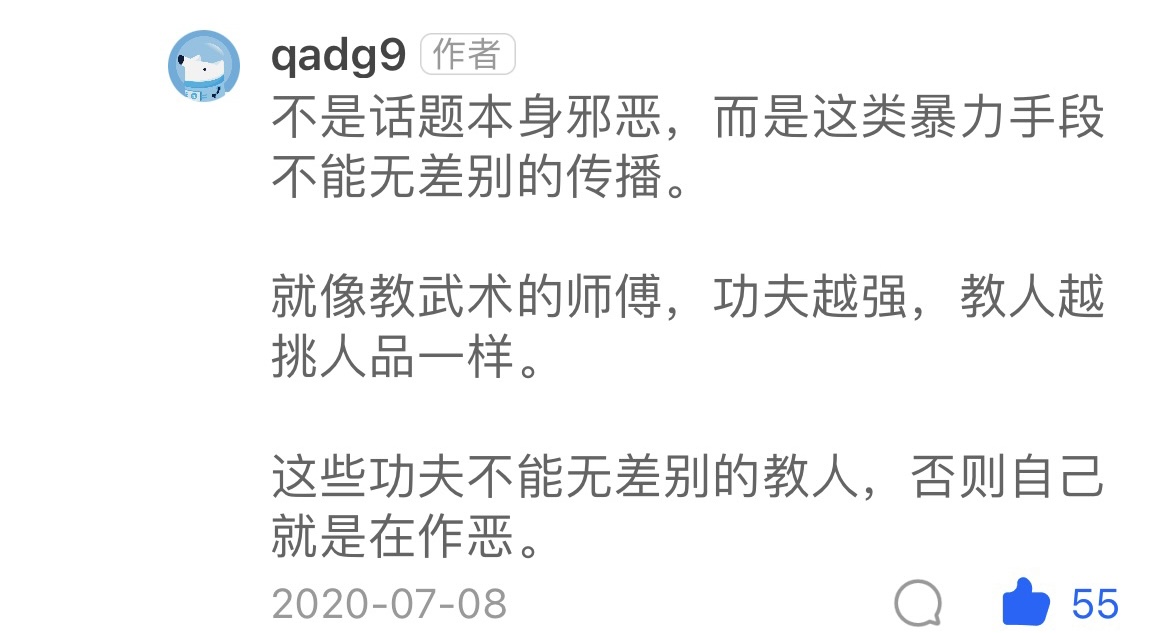 qadg9 作者
不是话题本身邪恶，而是这类暴力手段
不能无差别的传播。
就像教武术的师傅，功夫越强，教人越
挑人品一样。
这些功夫不能无差别的教人，否则自己
就是在作恶。
2020-07-08 55